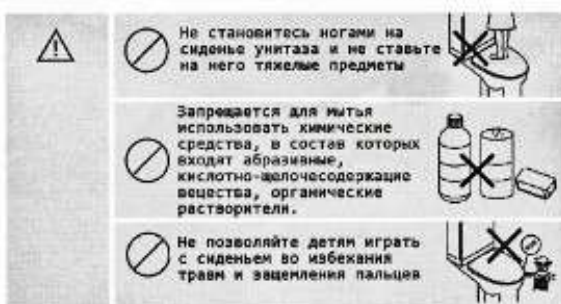 Не становитесь ногами на
сиденье унитаза и не ставьте
на него тяжелые предметы
Запрещается для мытья
использовать химические
средства, в состав которых
входят абразивные,
кислотно-щелочесодержащие
вещества, органические
растворители.
Не позволяйте детям играть
с сиденьем во избежания
травм и защемления пальцев